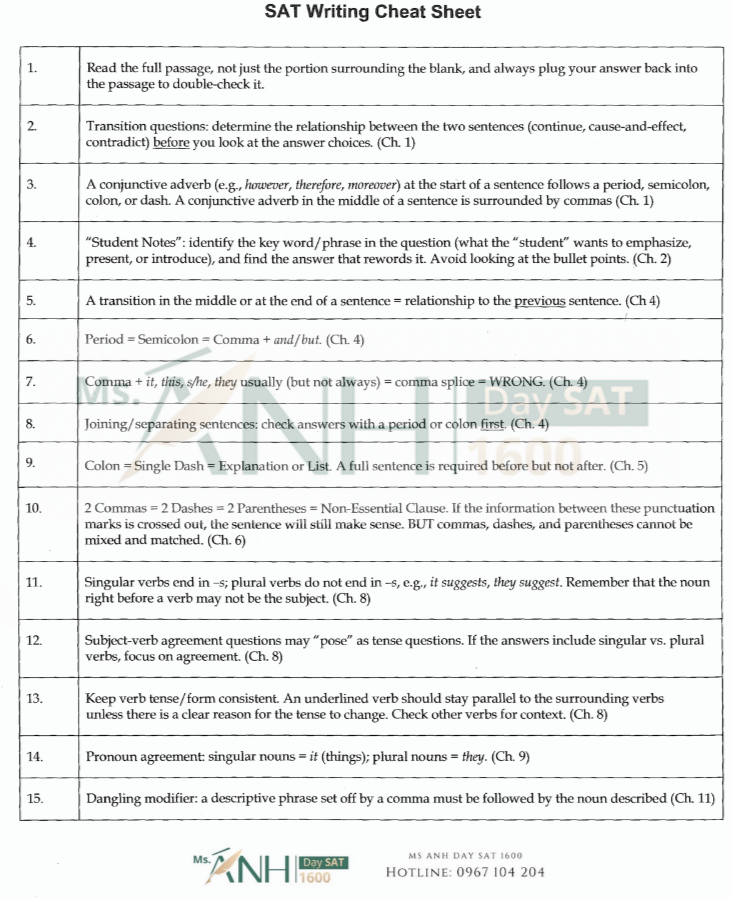 SAT Writing Cheat Sheet
1. Read the full passage, not just the portion surrounding the blank, and always plug your answer back into
the passage to double-check it.
2. Transition questions: determine the relationship between the two sentences (continue, cause-and-effect,
contradict) before you look at the answer choices. (Ch. 1)
3. A conjunctive adverb (e.g., however, therefore, moreover) at the start of a sentence follows a period, semicolon,
colon, or dash. A conjunctive adverb in the middle of a sentence is surrounded by commas (Ch. 1)
4. “Student Notes”: identify the key word/phrase in the question (what the “student” wants to emphasize,
present, or introduce), and find the answer that rewords it. Avoid looking at the bullet points. (Ch. 2)
5. A transition in the middle or at the end of a sentence = relationship to the previous sentence. (Ch 4)
6. Period = Semicolon = Comma + and/but. (Ch. 4)
7. Comma + it, this, s/he, they usually (but not always) = comma splice = WRONG. (Ch. 4)
8. Joining/separating sentences: check answers with a period or colon first. (Ch. 4)
9. Colon = Single Dash = Explanation or List. A full sentence is required before but not after. (Ch. 5)
10. 2 Commas = 2 Dashes = 2 Parentheses = Non-Essential Clause. If the information between these punctuation
marks is crossed out, the sentence will still make sense. BUT commas, dashes, and parentheses cannot be
mixed and matched. (Ch. 6)
11. Singular verbs end in –s; plural verbs do not end in –s, e.g., it suggests, they suggest. Remember that the noun
right before a verb may not be the subject. (Ch. 8)
12. Subject-verb agreement questions may “pose” as tense questions. If the answers include singular vs. plural
verbs, focus on agreement. (Ch. 8)
13. Keep verb tense/form consistent. An underlined verb should stay parallel to the surrounding verbs
unless there is a clear reason for the tense to change. Check other verbs for context. (Ch. 8)
14. Pronoun agreement: singular nouns = it (things); plural nouns = they. (Ch. 9)
15. Dangling modifier: a descriptive phrase set off by a comma must be followed by the noun described (Ch. 11)
Ms. ANH Day SAT
1600
Ms. ANH Day SAT
1600
MS ANH DAY SAT 1600
HOTLINE: 0967 104 204